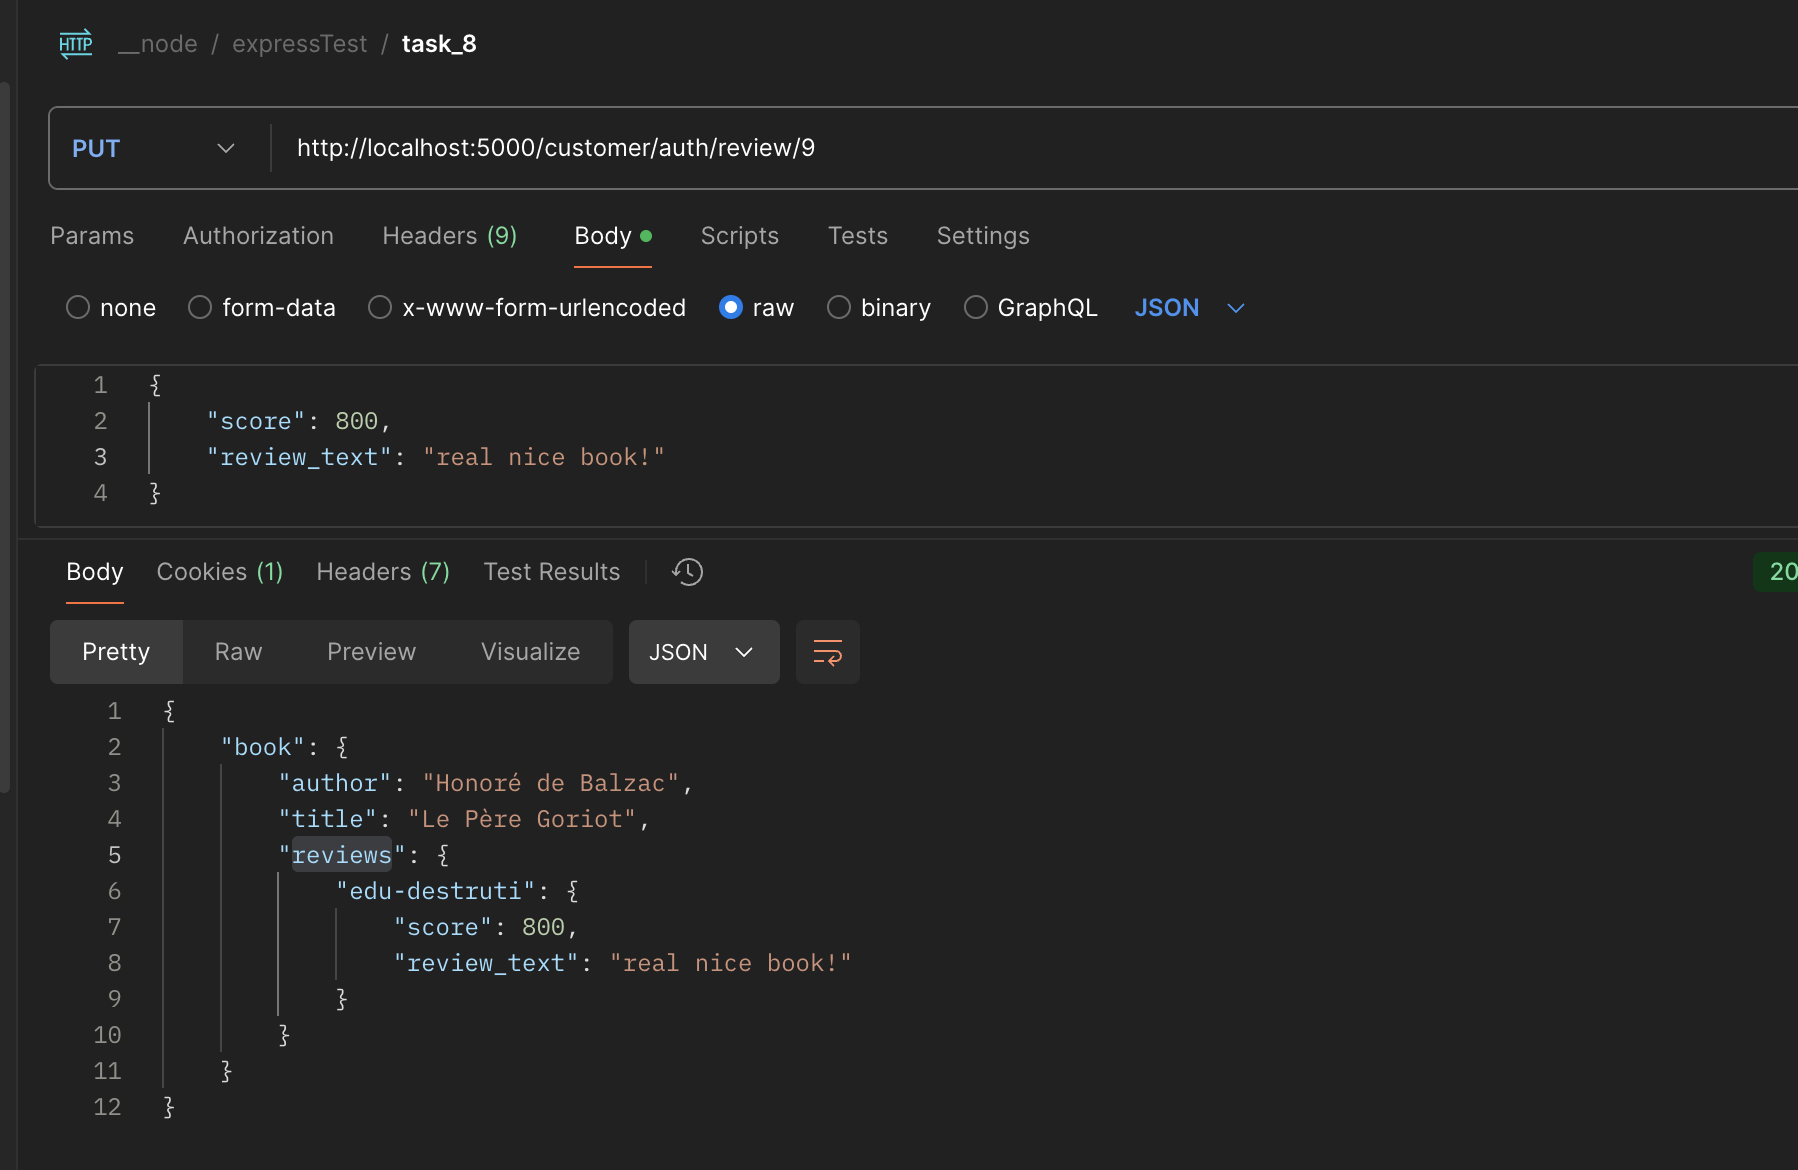 HTTP __node / expressTest / task_8
PUT http://localhost:5000/customer/auth/review/9
Params Authorization Headers (9) Body Scripts Tests Settings
none form-data x-www-form-urlencoded raw binary GraphQL JSON
1 {
2 "score": 800,
3 "review_text": "real nice book!"
4 }
Body Cookies (1) Headers (7) Test Results 20
Pretty Raw Preview Visualize JSON
1 {
2 "book": {
3 "author": "Honoré de Balzac",
4 "title": "Le Père Goriot",
5 "reviews": {
6 "edu-destruti": {
7 "score": 800,
8 "review_text": "real nice book!"
9 }
10 }
11 }
12 }